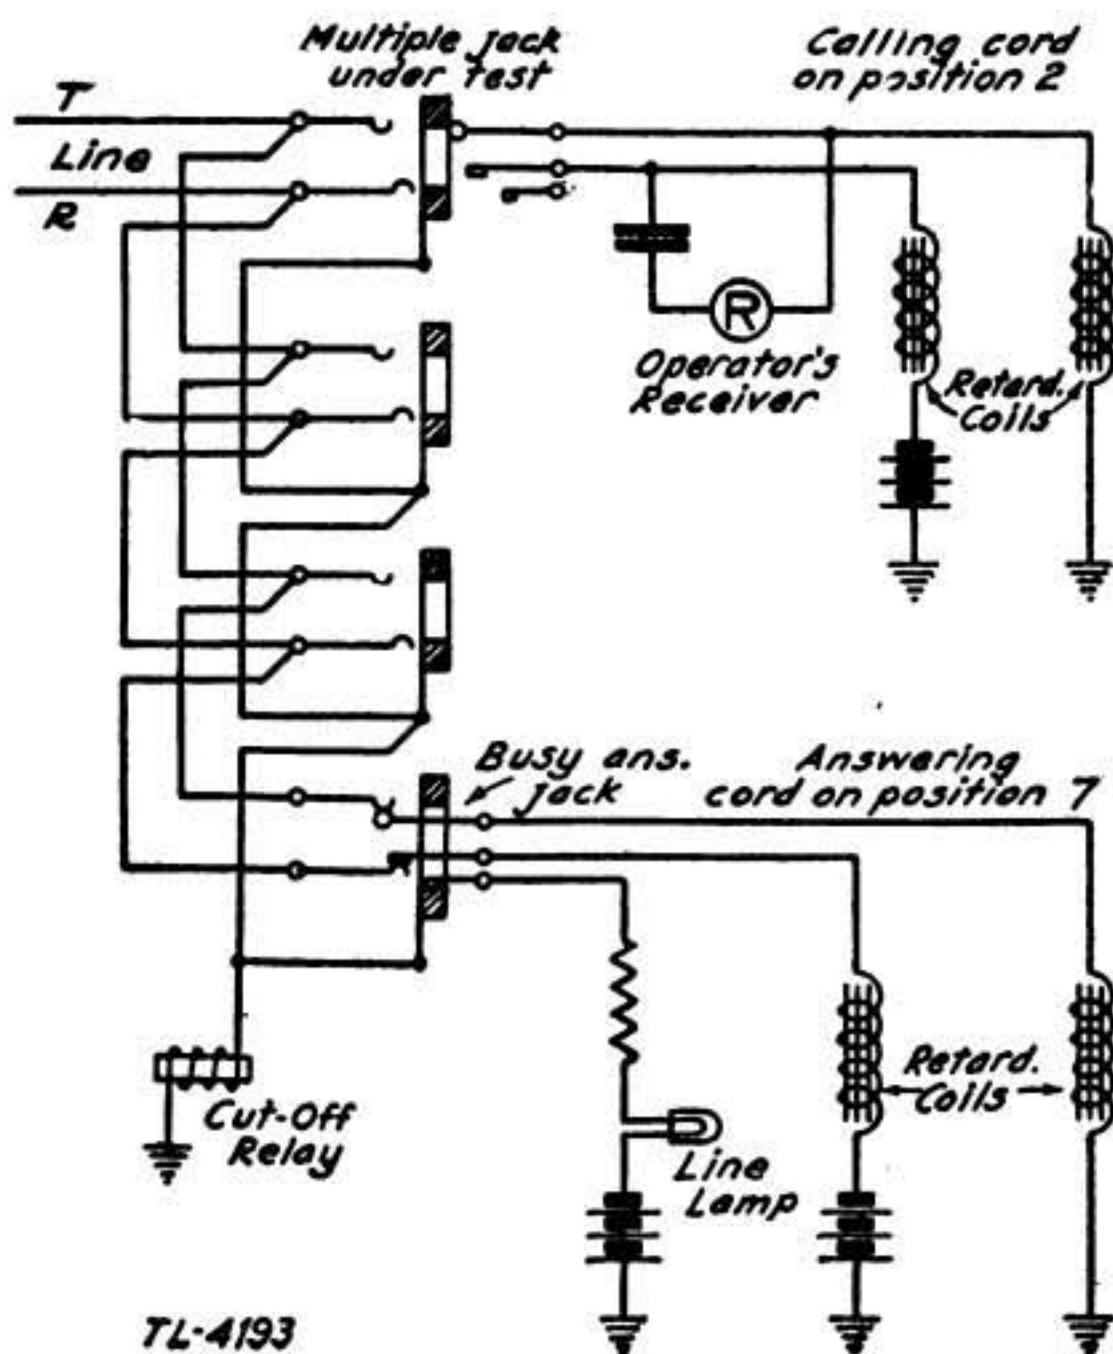 Multiple jack
under test
Calling cord
on position 2
T
Line
R
R
Operator's
Receiver
Retard.
Coils
Busy ans.
jack
Answering
cord on position 7
Cut-Off
Relay
Line
Lamp
Retard.
Coils
TL-4193